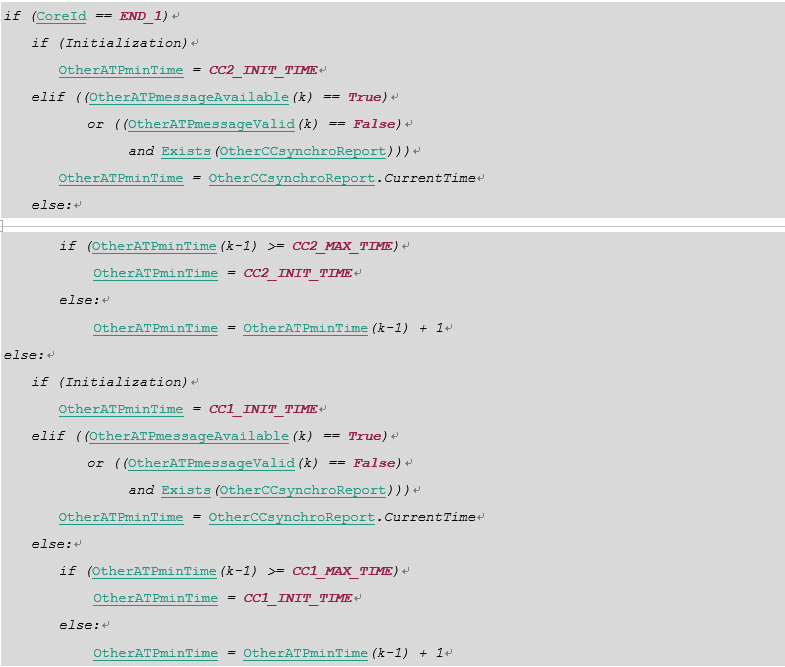 if (CoreId == END_1)↵
if (Initialization)↵
OtherATPminTime = CC2_INIT_TIME↵
elif ((OtherATPmessageAvailable(k) == True)↵
or ((OtherATPmessageValid(k) == False)↵
and Exists(OtherCCsynchroReport)))↵
OtherATPminTime = OtherCCsynchroReport.CurrentTime↵
else:↵
if (OtherATPminTime(k-1) >= CC2_MAX_TIME)↵
OtherATPminTime = CC2_INIT_TIME↵
else:↵
OtherATPminTime = OtherATPminTime(k-1) + 1↵
else:↵
if (Initialization)↵
OtherATPminTime = CC1_INIT_TIME↵
elif ((OtherATPmessageAvailable(k) == True)↵
or ((OtherATPmessageValid(k) == False)↵
and Exists(OtherCCsynchroReport)))↵
OtherATPminTime = OtherCCsynchroReport.CurrentTime↵
else:↵
if (OtherATPminTime(k-1) >= CC1_MAX_TIME)↵
OtherATPminTime = CC1_INIT_TIME↵
else:↵
OtherATPminTime = OtherATPminTime(k-1) + 1↵